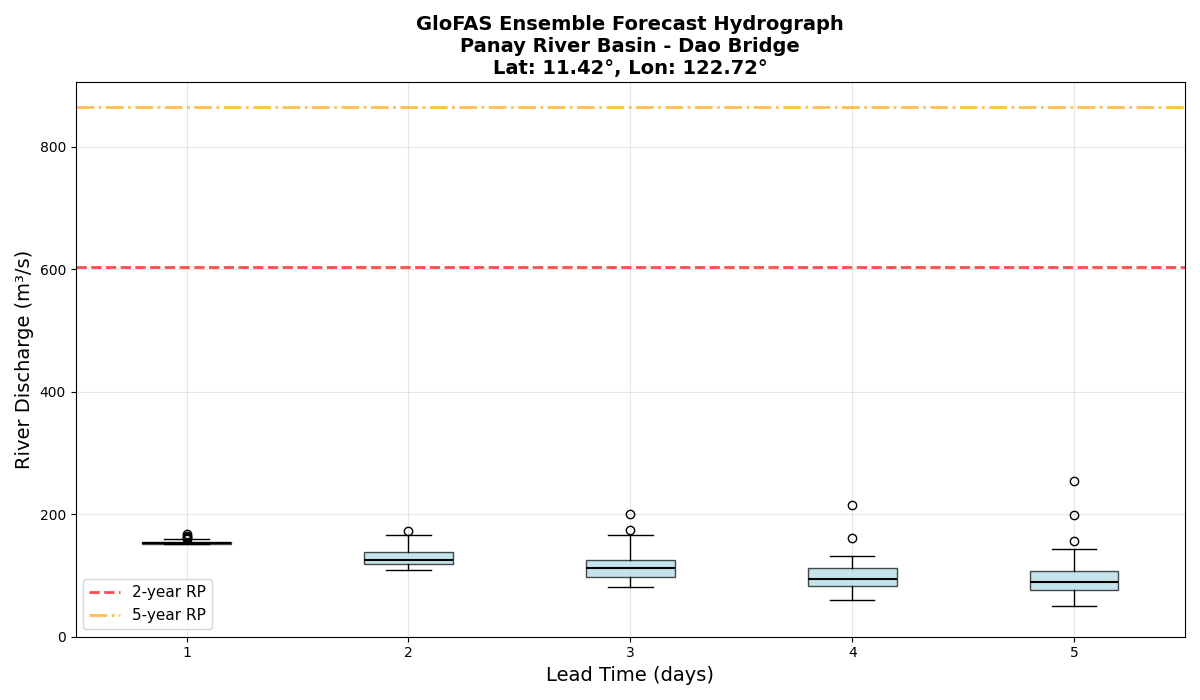 GloFAS Ensemble Forecast Hydrograph
Panay River Basin - Dao Bridge
Lat: 11.42°, Lon: 122.72°
River Discharge (m³/s)
800
600
400
200
0
2-year RP
5-year RP
1 2 3 4 5
Lead Time (days)